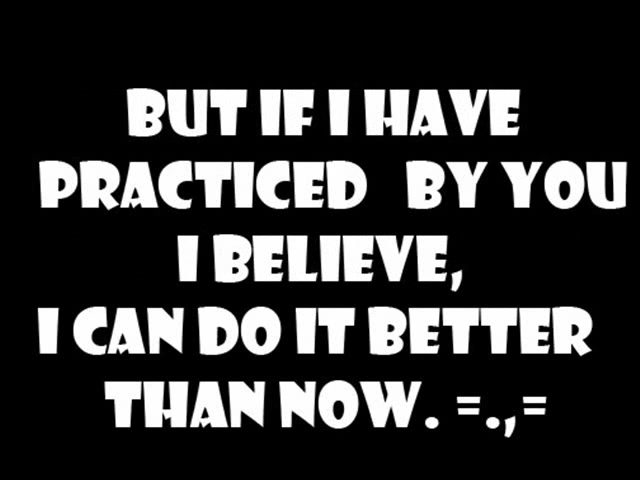 BUT IF I HAVE
PRACTICED BY YOU
I BELIEVE,
I CAN DO IT BETTER
THAN NOW. =.,=